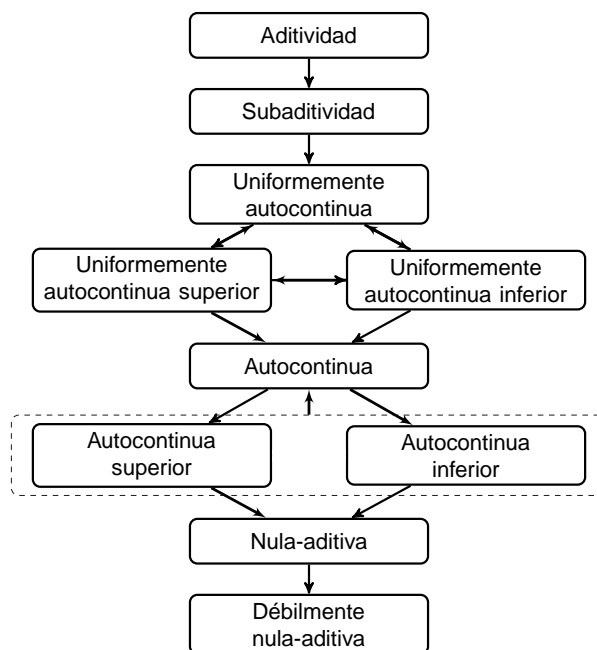 Aditividad
Subaditividad
Uniformemente
autocontinua
Uniformemente
autocontinua superior
Uniformemente
autocontinua inferior
Autocontinua
Autocontinua
superior
Autocontinua
inferior
Nula-aditiva
Débilmente
nula-aditiva